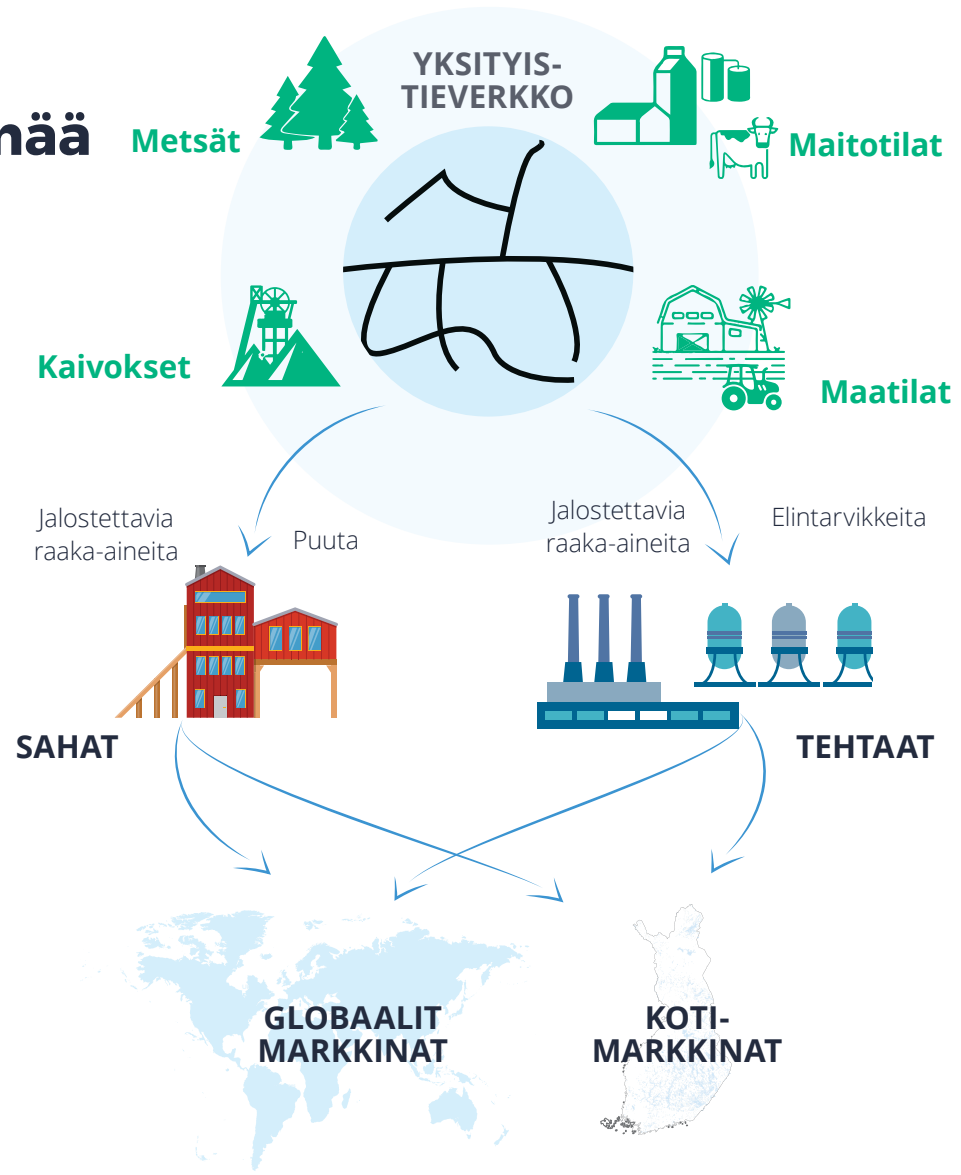 YKSITYIS-
TIEVERKKO
Metsät
Maitotilat
Kaivokset
Maatilat
Jalostettavia
raaka-aineita
Puuta
Jalostettavia
raaka-aineita
Elintarvikkeita
SAHAT
TEHTAAT
GLOBAALIT
MARKKINAT
KOTI-
MARKKINAT